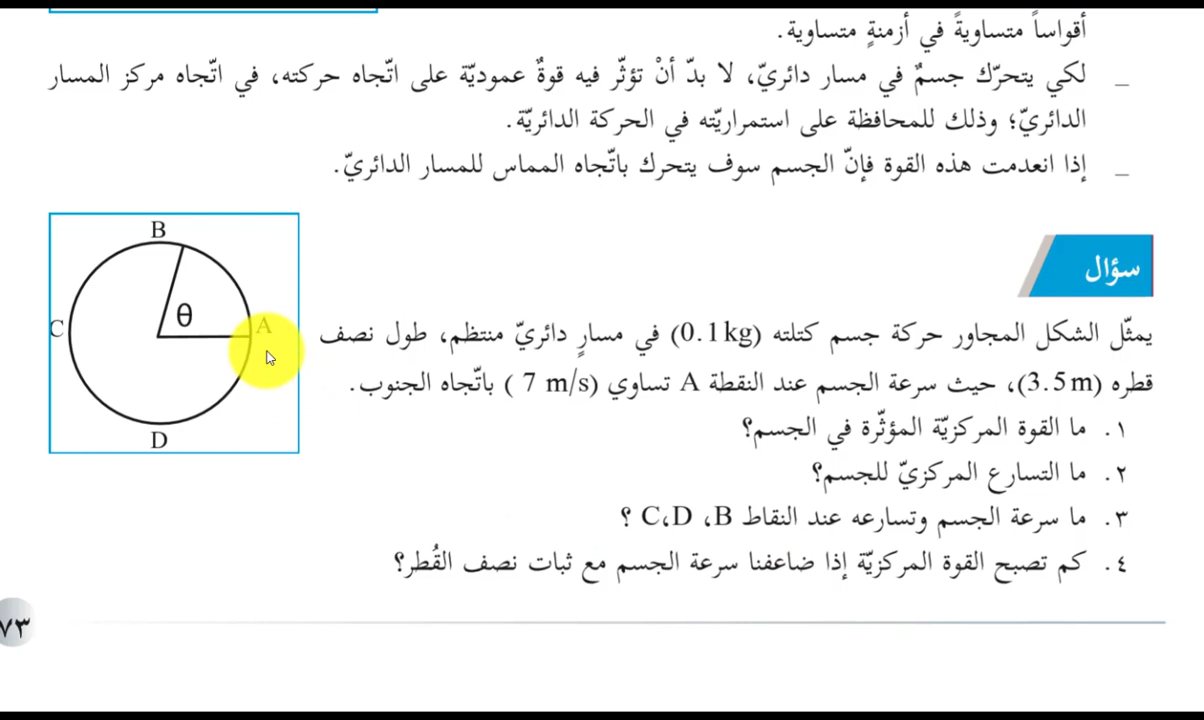 أقواساً متساويةً في أزمنةٍ متساوية.
_ لكي يتحرّك جسمٌ في مسار دائريّ، لا بدّ أنْ تؤثّر فيه قوةٌ عموديّة على اتّجاه حركته، في اتّجاه مركز المسار
الدائريّ؛ وذلك للمحافظة على استمراريّته في الحركة الدائريّة.
_ إذا انعدمت هذه القوة فإنّ الجسم سوف يتحرك باتّجاه المماس للمسار الدائريّ.
سؤال
B
θ
C
A
D
يمثّل الشكل المجاور حركة جسم كتلته (0.1kg) في مسارٍ دائريّ منتظم، طول نصف
قطره (3.5m)، حيث سرعة الجسم عند النقطة A تساوي (7 m/s ) باتّجاه الجنوب.
١. ما القوة المركزيّة المؤثّرة في الجسم؟
٢. ما التسارع المركزيّ للجسم؟
٣. ما سرعة الجسم وتسارعه عند النقاط B، C،D ؟
٤. كم تصبح القوة المركزيّة إذا ضاعفنا سرعة الجسم مع ثبات نصف القُطر؟
٧٣